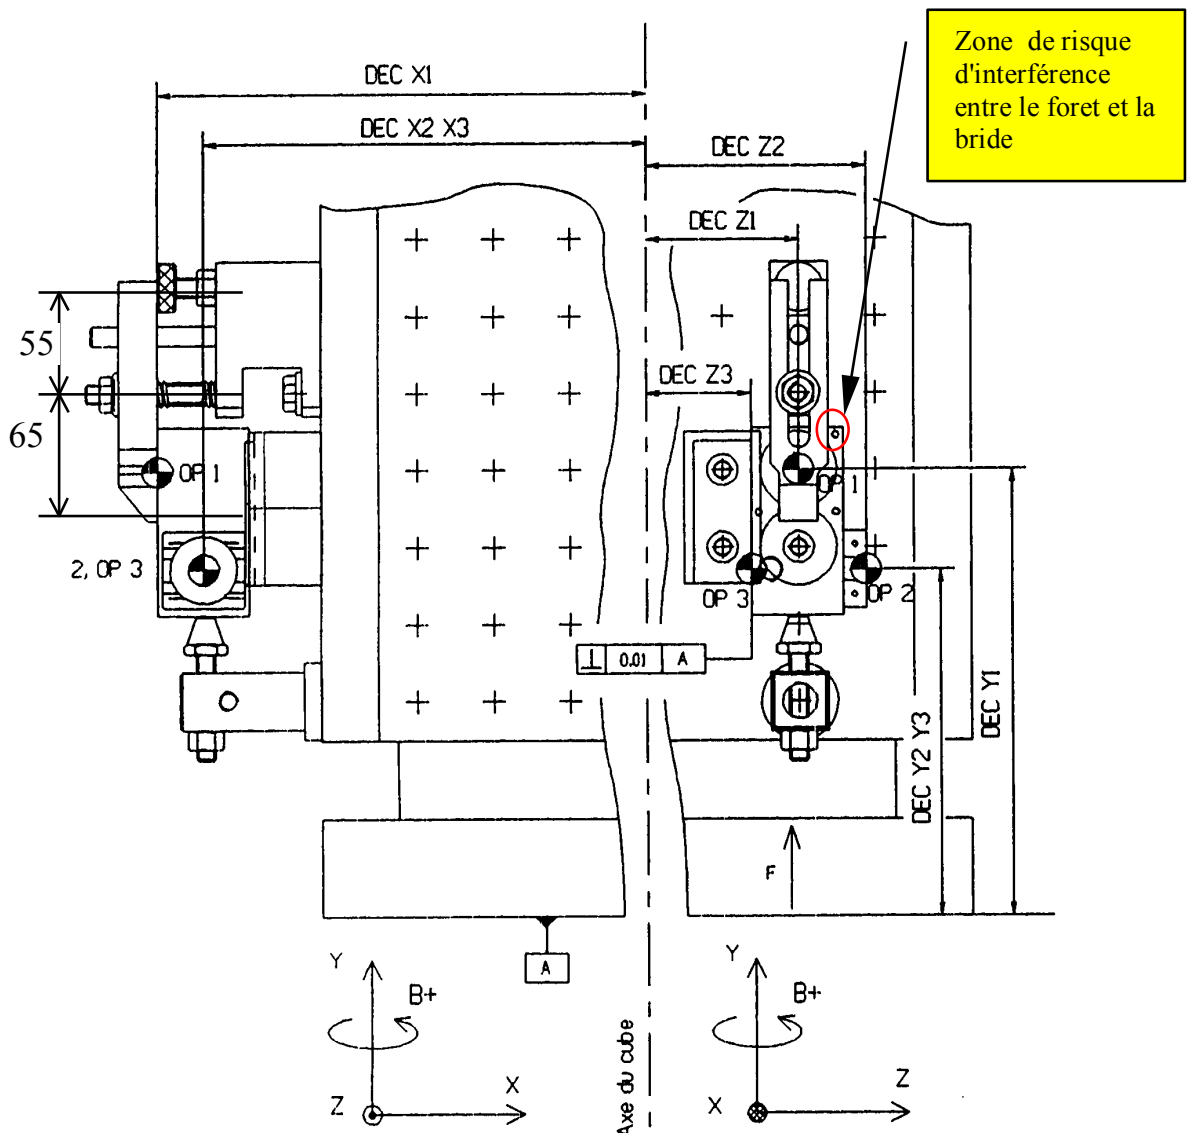 Zone de risque
d'interférence
entre le foret et la
bride
DEC X1
DEC X2 X3
DEC Z2
DEC Z1
55
DEC Z3
65
OP 1
OP 1
2, OP 3
OP 3
OP 2
⊥ 0.01 A
DEC Y1
DEC Y2 Y3
F
A
Y
B+
Z
X
Axe du cube
Y
B+
Z
X